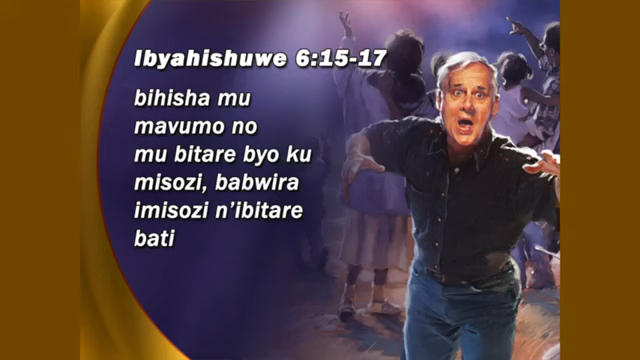 Ibyahishuwe 6:15-17
bihisha mu
mavumo no
mu bitare byo ku
misozi, babwira
imisozi n'ibitare
bati